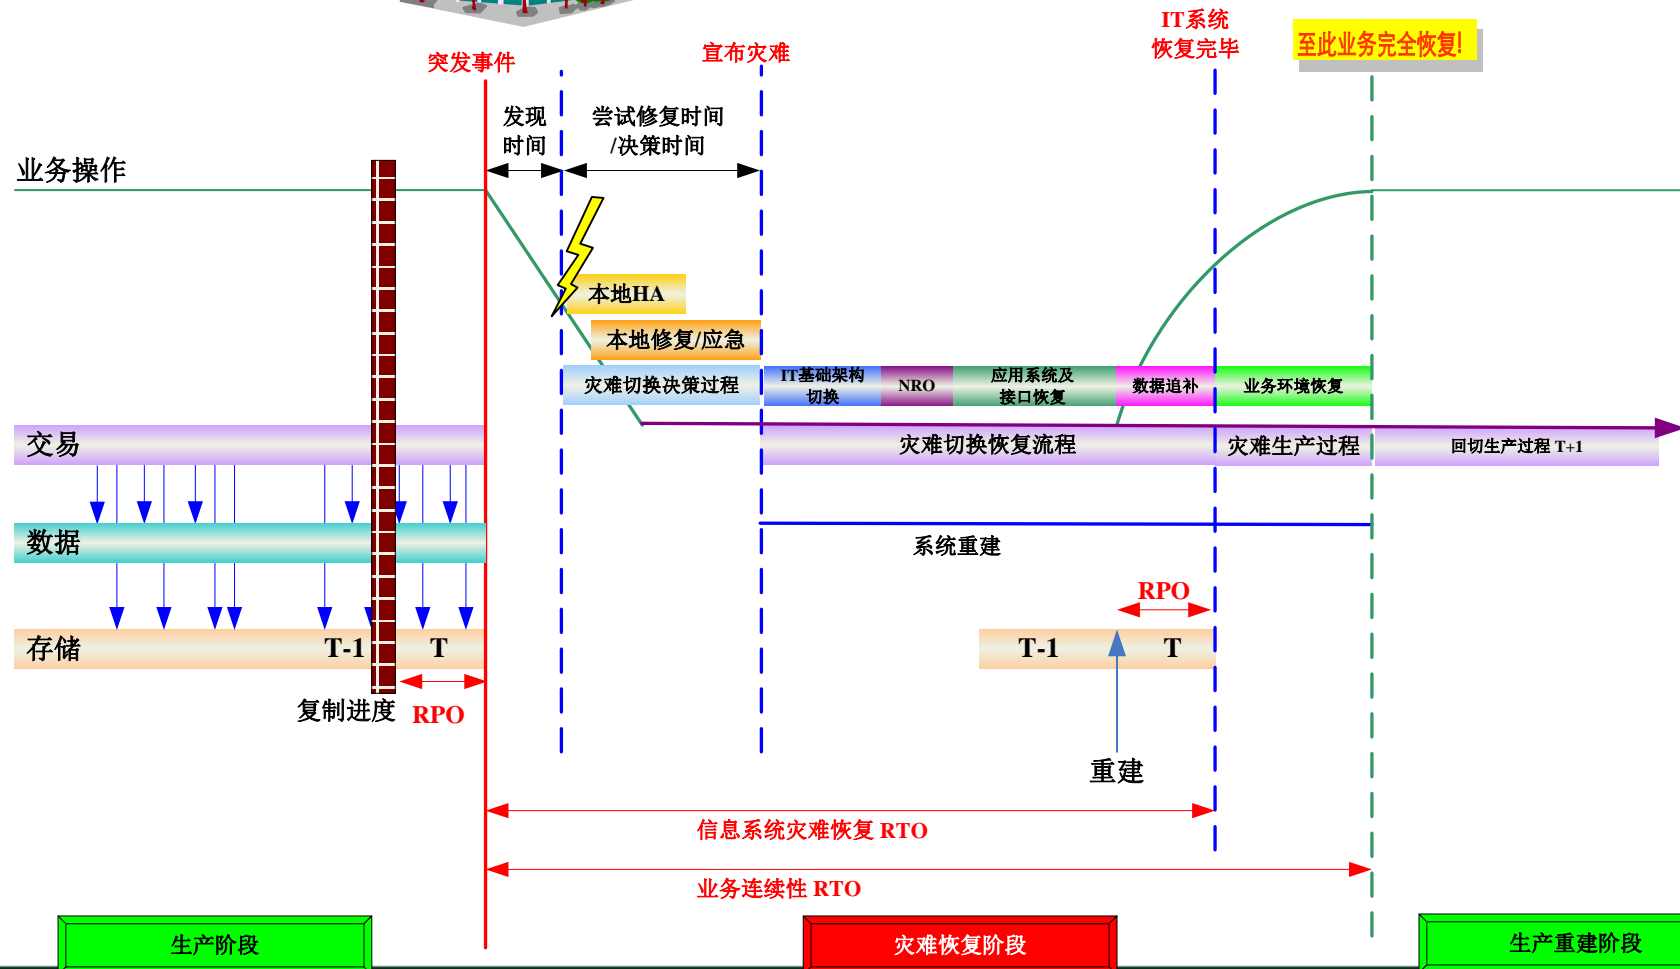 IT系统
恢复完毕
至此业务完全恢复!
宣布灾难
突发事件
发现
时间
尝试修复时间
/决策时间
业务操作
本地HA
本地修复/应急
灾难切换决策过程
IT基础架构
切换
NRO
应用系统及
接口恢复
数据追补
业务环境恢复
交易
灾难切换恢复流程
灾难生产过程
回切生产过程 T+1
数据
系统重建
RPO
存储
T-1
T
T-1
T
复制进度
RPO
重建
信息系统灾难恢复 RTO
业务连续性 RTO
生产阶段
灾难恢复阶段
生产重建阶段